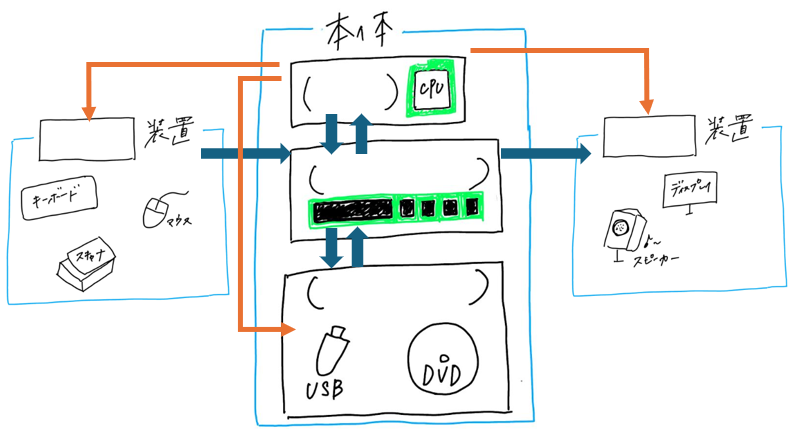 本体
CPU
装置
キーボード
マウス
スキャナ
装置
ディスプレイ
スピーカー
USB
DVD